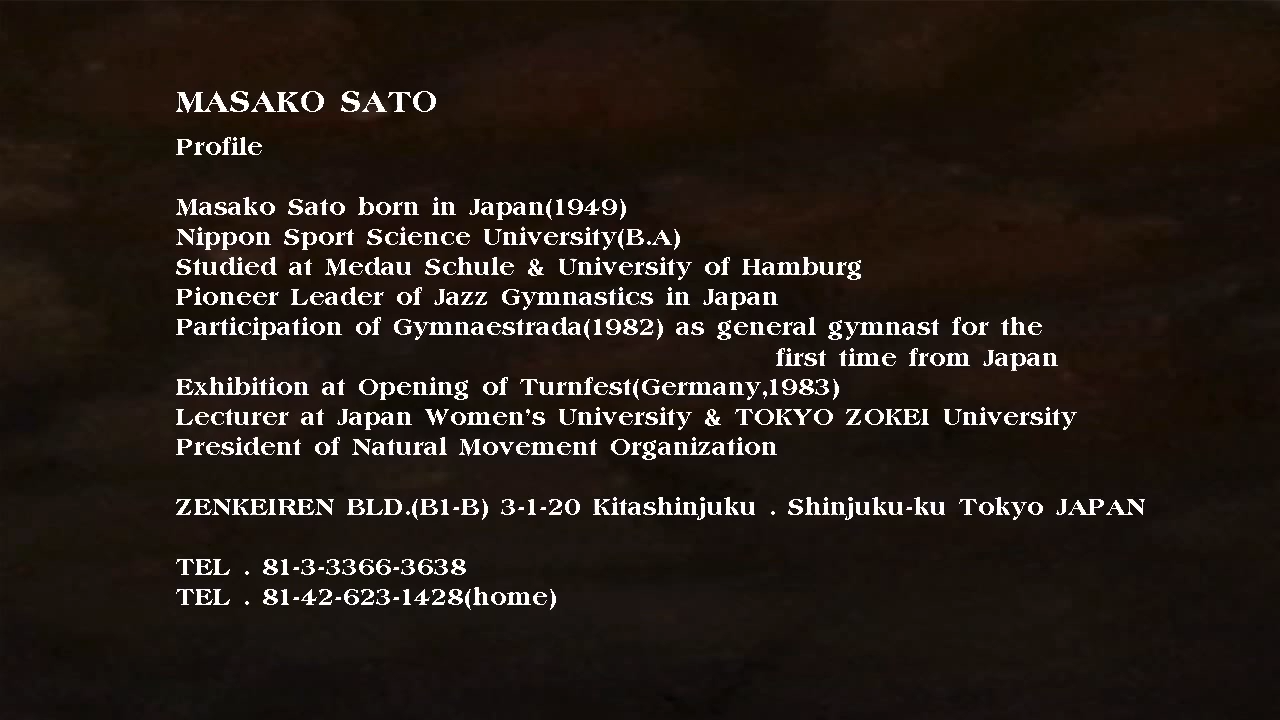 MASAKO SATO
Profile
Masako Sato born in Japan(1949)
Nippon Sport Science University(B.A)
Studied at Medau Schule & University of Hamburg
Pioneer Leader of Jazz Gymnastics in Japan
Participation of Gymnaestrada(1982) as general gymnast for the
first time from Japan
Exhibition at Opening of Turnfest(Germany,1983)
Lecturer at Japan Women's University & TOKYO ZOKEI University
President of Natural Movement Organization
ZENKEIREN BLD.(B1-B) 3-1-20 Kitashinjuku . Shinjuku-ku Tokyo JAPAN
TEL . 81-3-3366-3638
TEL . 81-42-623-1428(home)